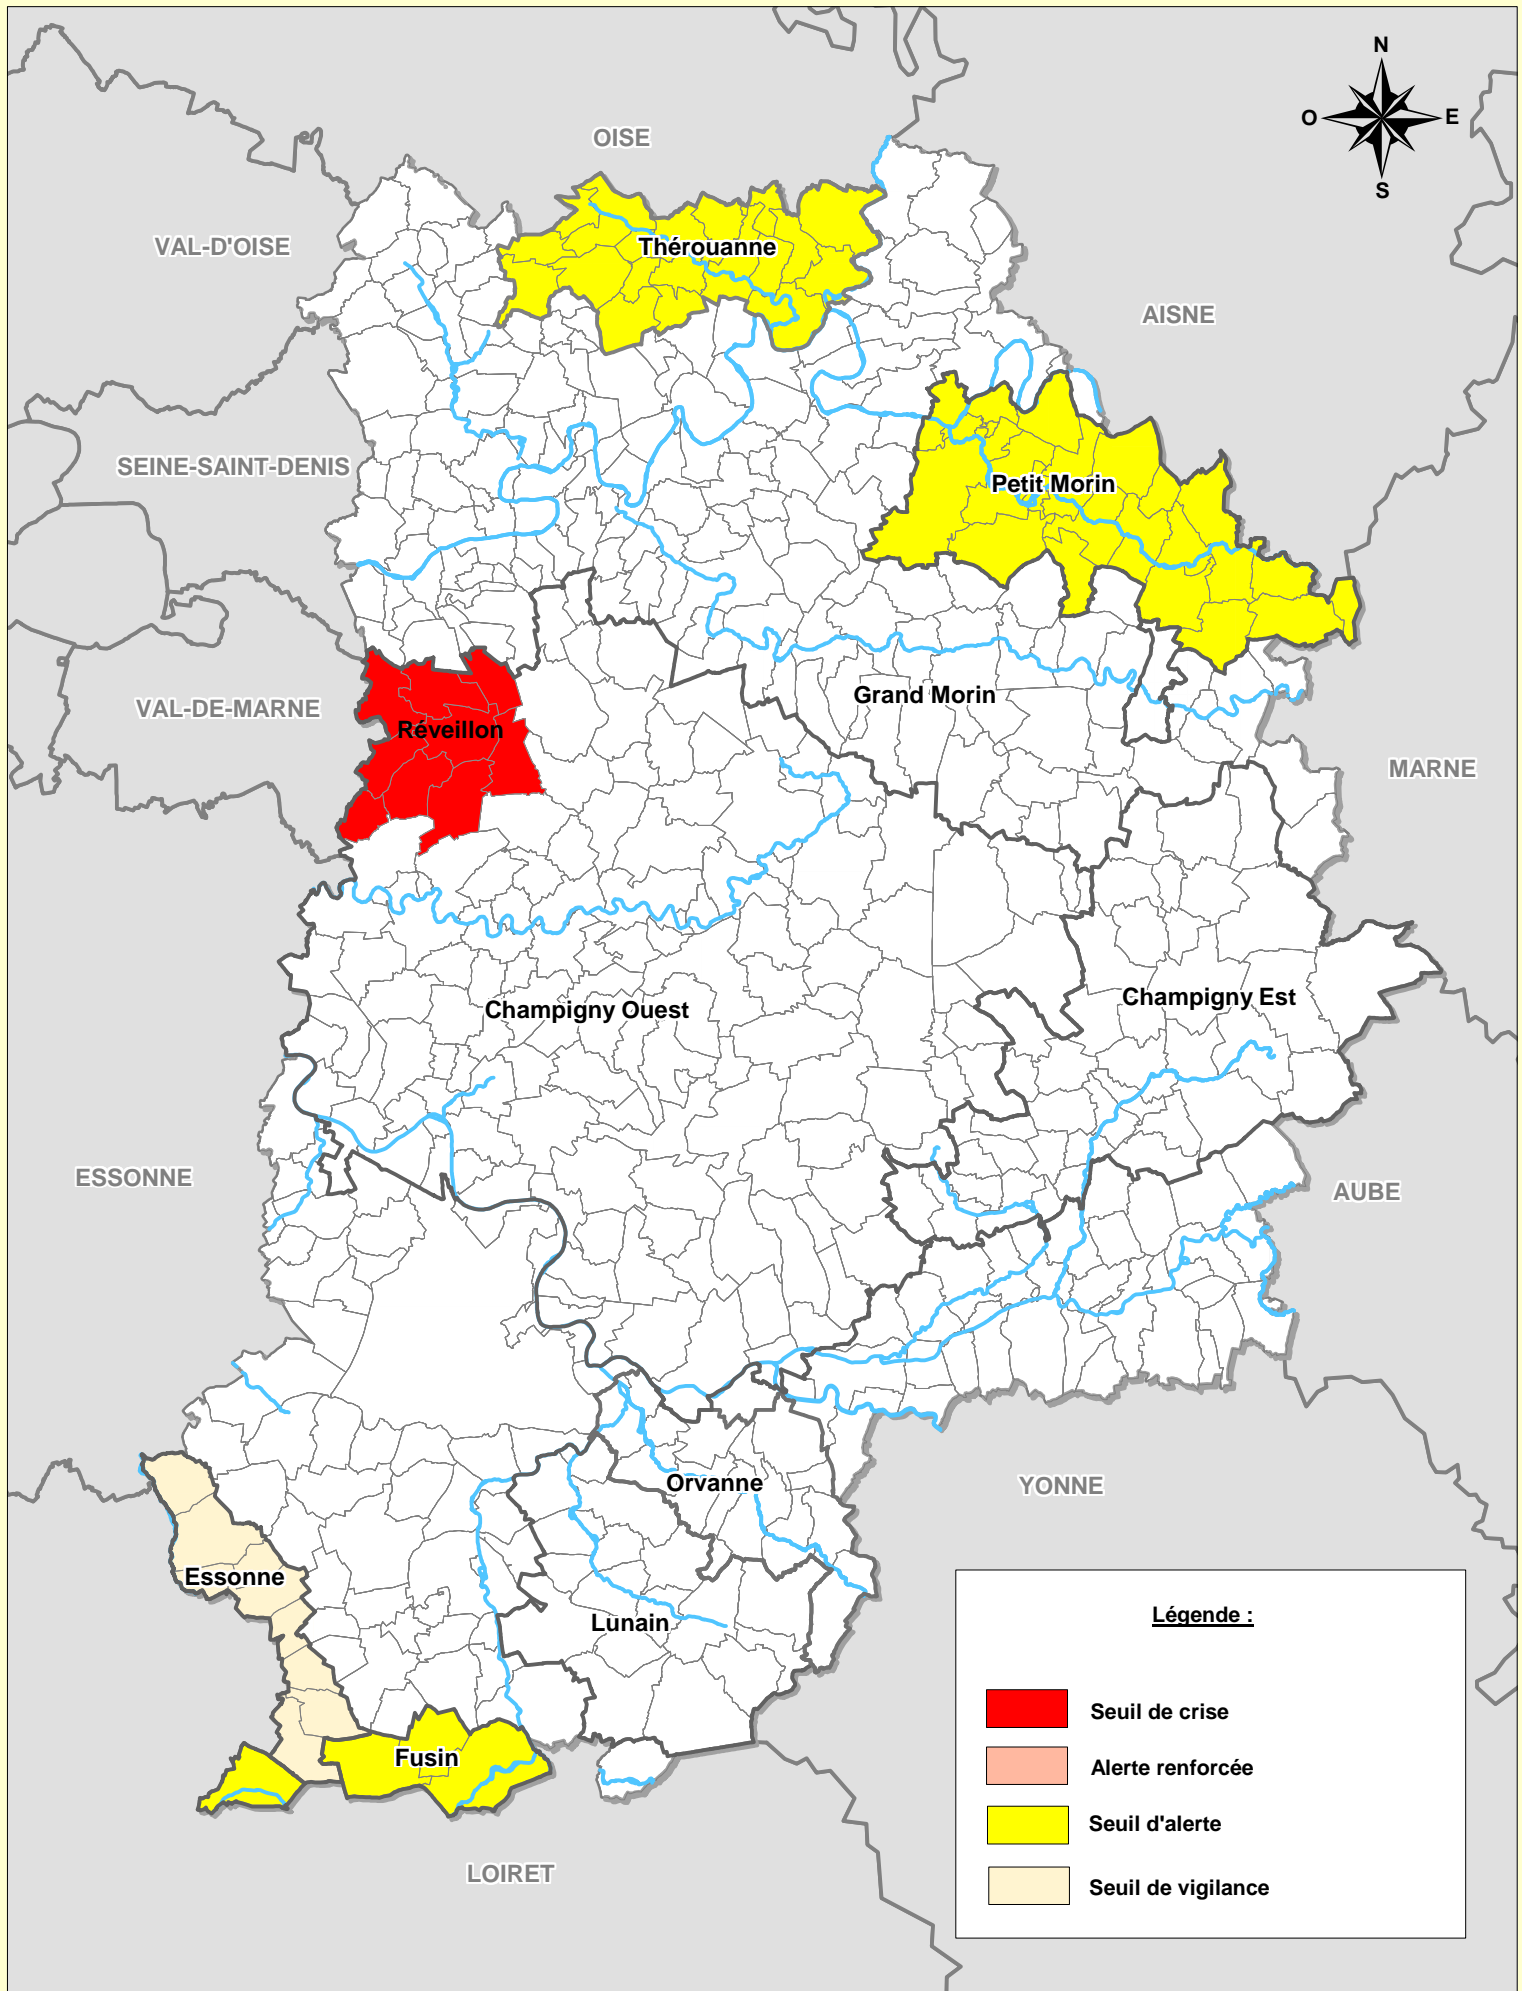 N
O
E
S
OISE
VAL-D'OISE
Thérouanne
AISNE
SEINE-SAINT-DENIS
Petit Morin
VAL-DE-MARNE
Réveillon
Grand Morin
MARNE
Champigny Ouest
Champigny Est
ESSONNE
AUBE
Orvanne
YONNE
Essonne
Lunain
Fusin
LOIRET
Légende :
Seuil de crise
Alerte renforcée
Seuil d'alerte
Seuil de vigilance